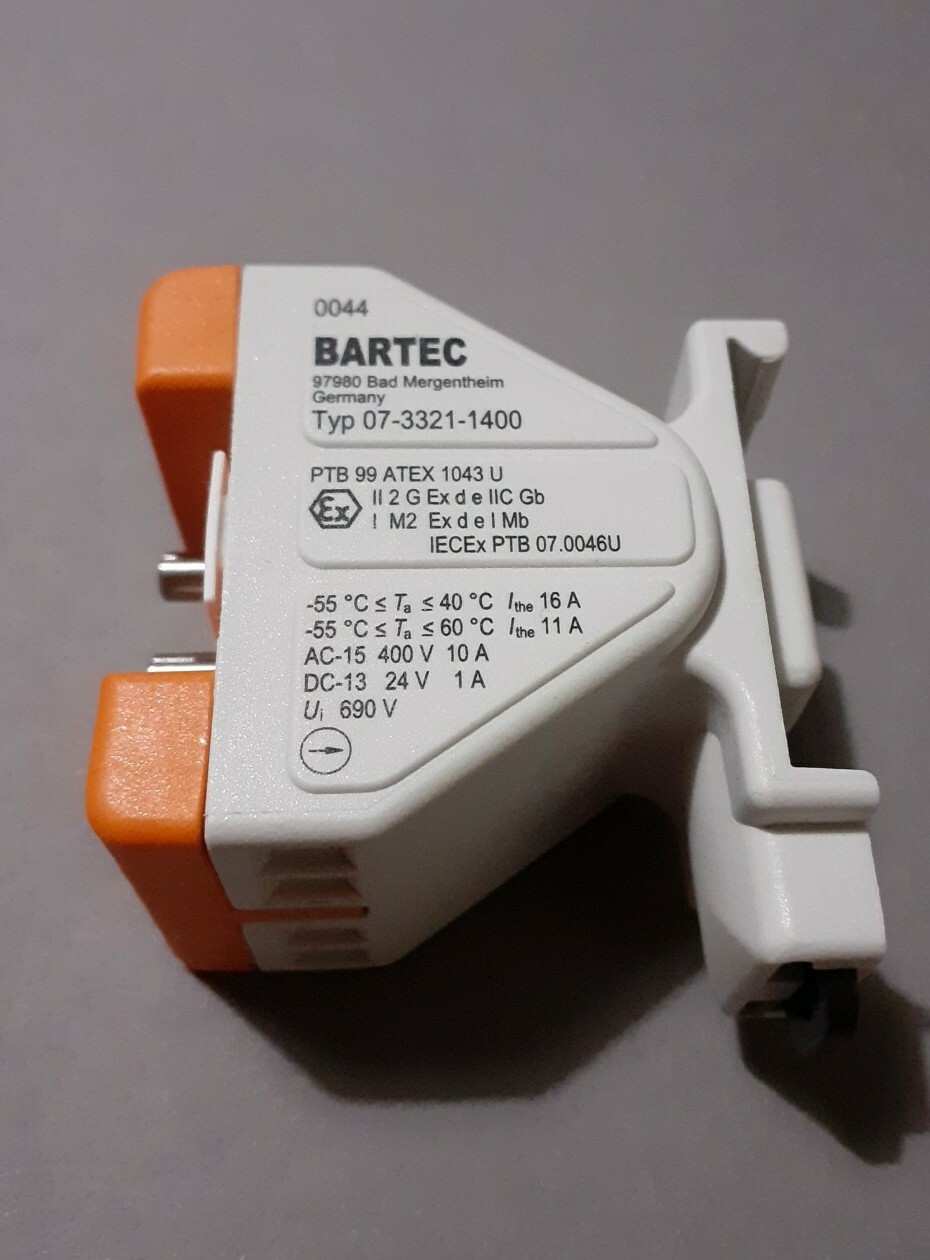 0044
BARTEC
97980 Bad Mergentheim
Germany
Typ 07-3321-1400
PTB 99 ATEX 1043 U
Ex II 2 G Ex d e IIC Gb
I M2 Ex d e I Mb
IECEx PTB 07.0046U
-55 °C ≤ Ta ≤ 40 °C Ithe 16 A
-55 °C ≤ Ta ≤ 60 °C Ithe 11 A
AC-15 400 V 10 A
DC-13 24 V 1 A
Ui 690 V